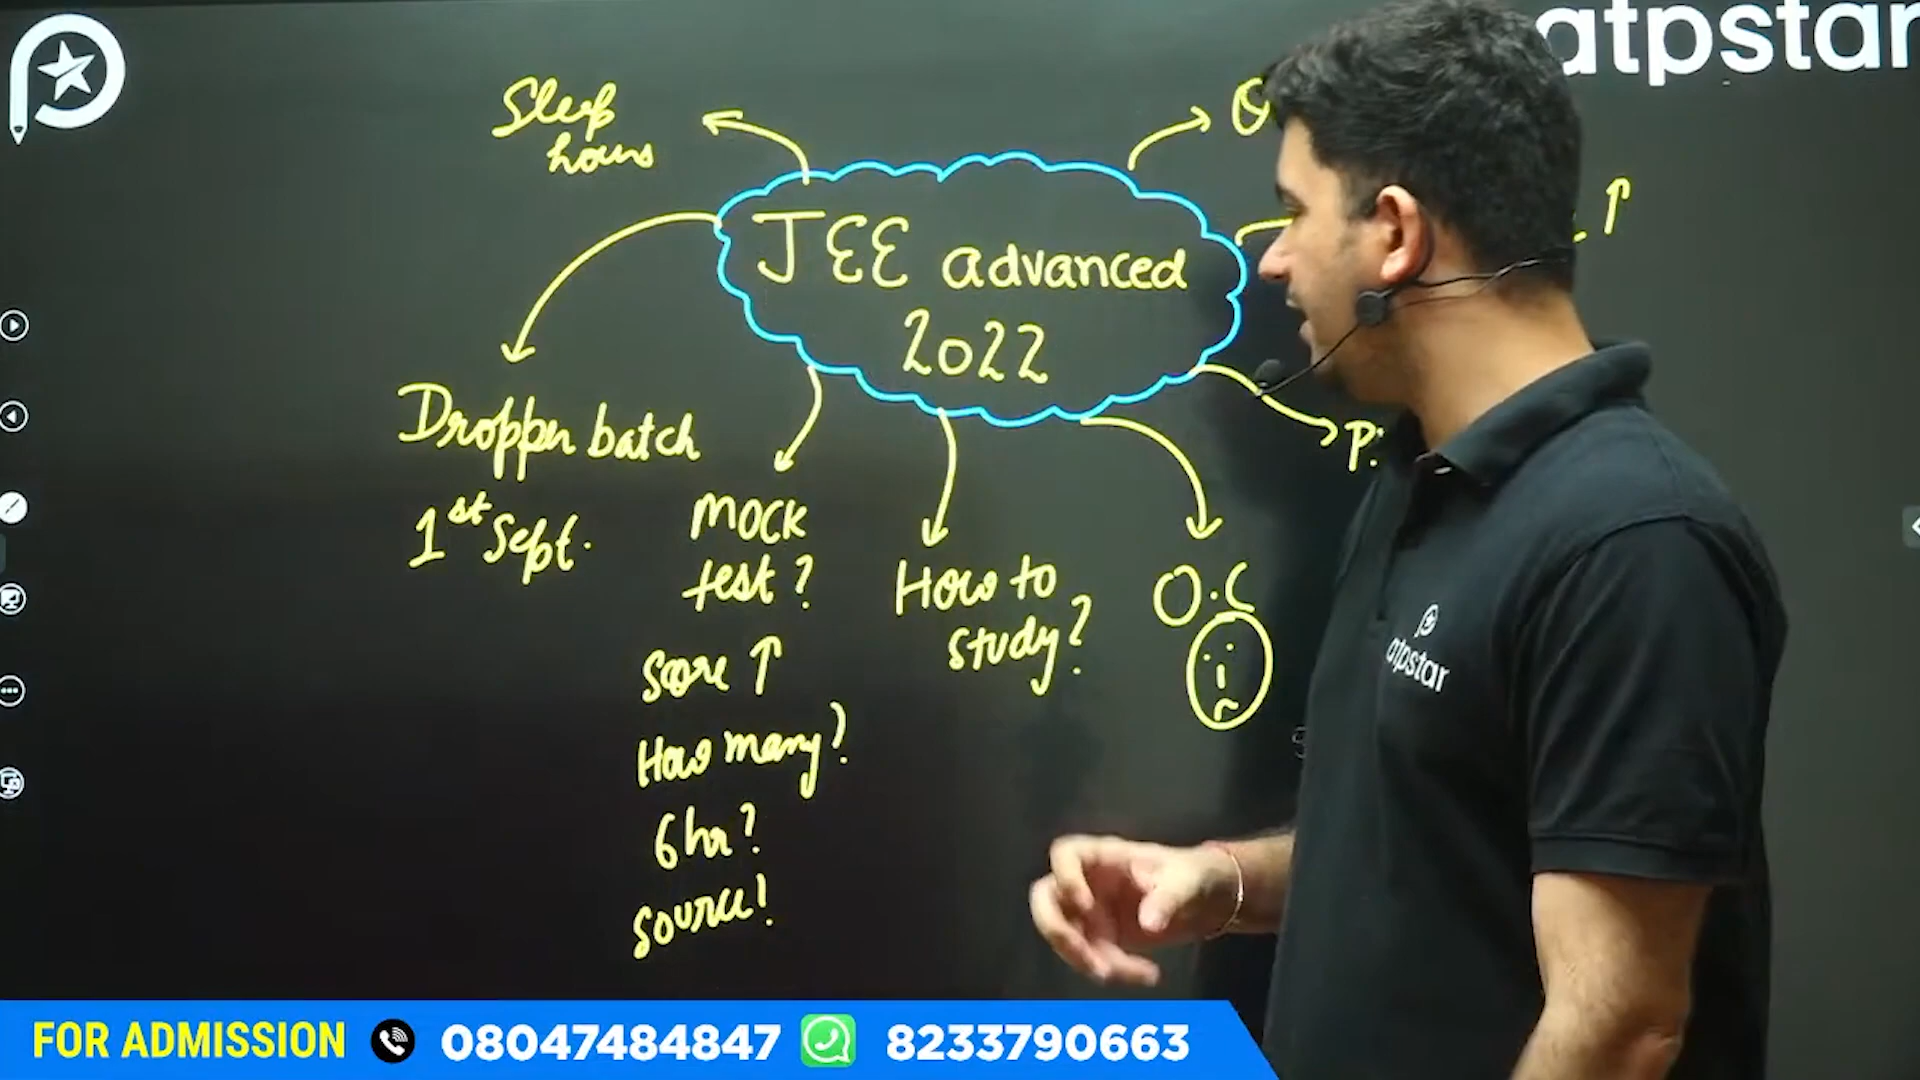 atpstar
Sleep
hours
JEE advanced
2022
Dropper batch
1st Sept.
Mock
test?
Score ↑
How many?
6hr?
source!
How to
study?
O.C
P:
↑
atpstar
FOR ADMISSION 08047484847 8233790663